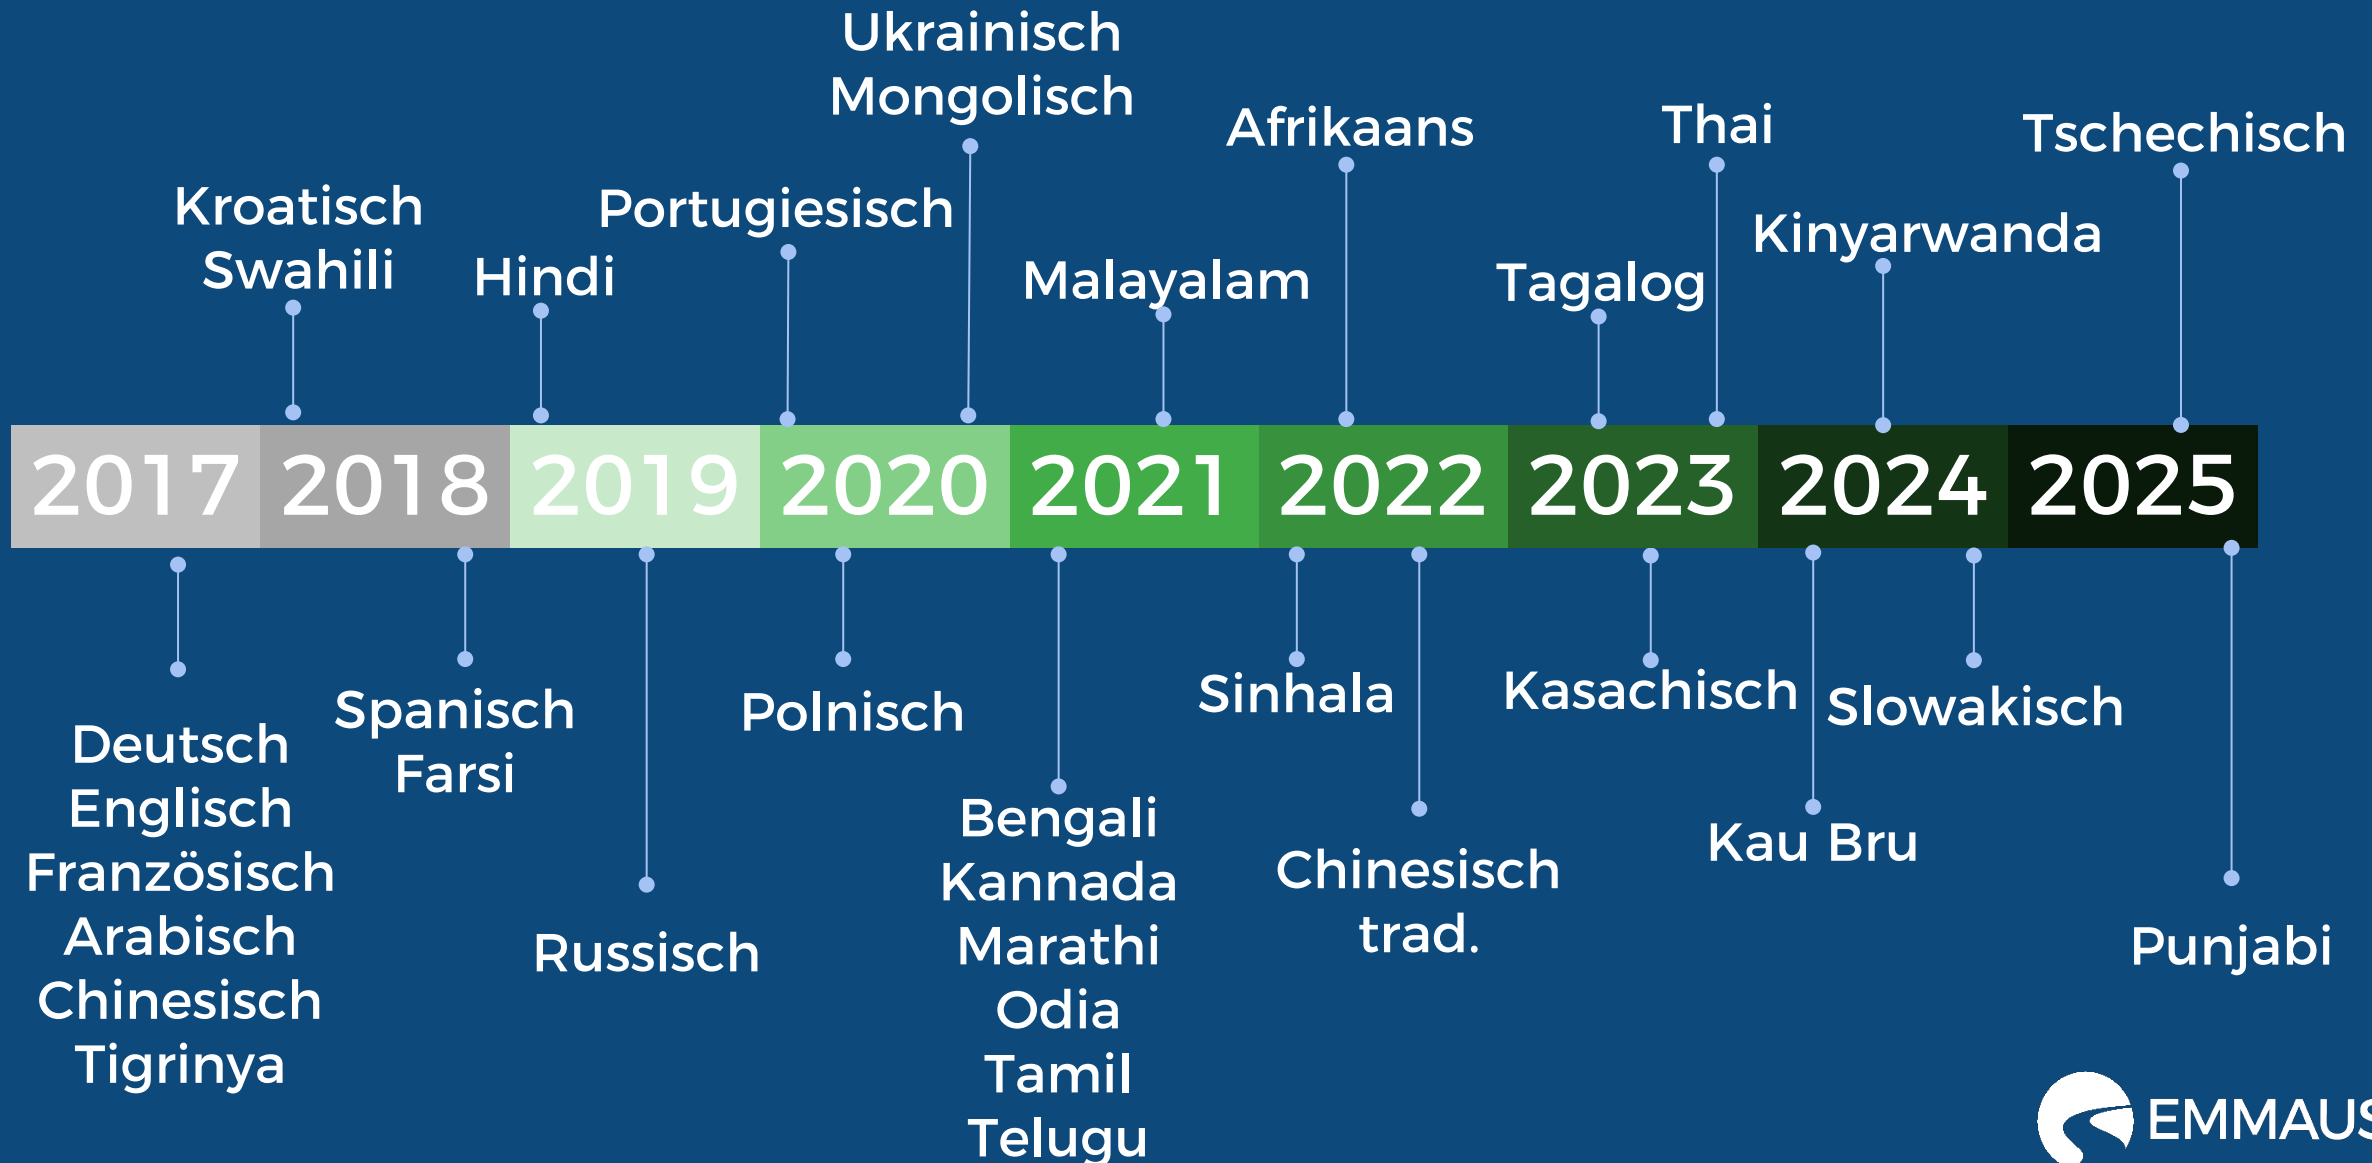 Ukrainisch
Mongolisch
Afrikaans
Thai
Tschechisch
Kroatisch
Swahili
Portugiesisch
Kinyarwanda
Hindi
Malayalam
Tagalog
2017 2018 2019 2020 2021 2022 2023 2024 2025
Deutsch
Englisch
Französisch
Arabisch
Chinesisch
Tigrinya
Spanisch
Farsi
Russisch
Polnisch
Bengali
Kannada
Marathi
Odia
Tamil
Telugu
Sinhala
Chinesisch
trad.
Kasachisch
Kau Bru
Slowakisch
Punjabi
EMMAUS